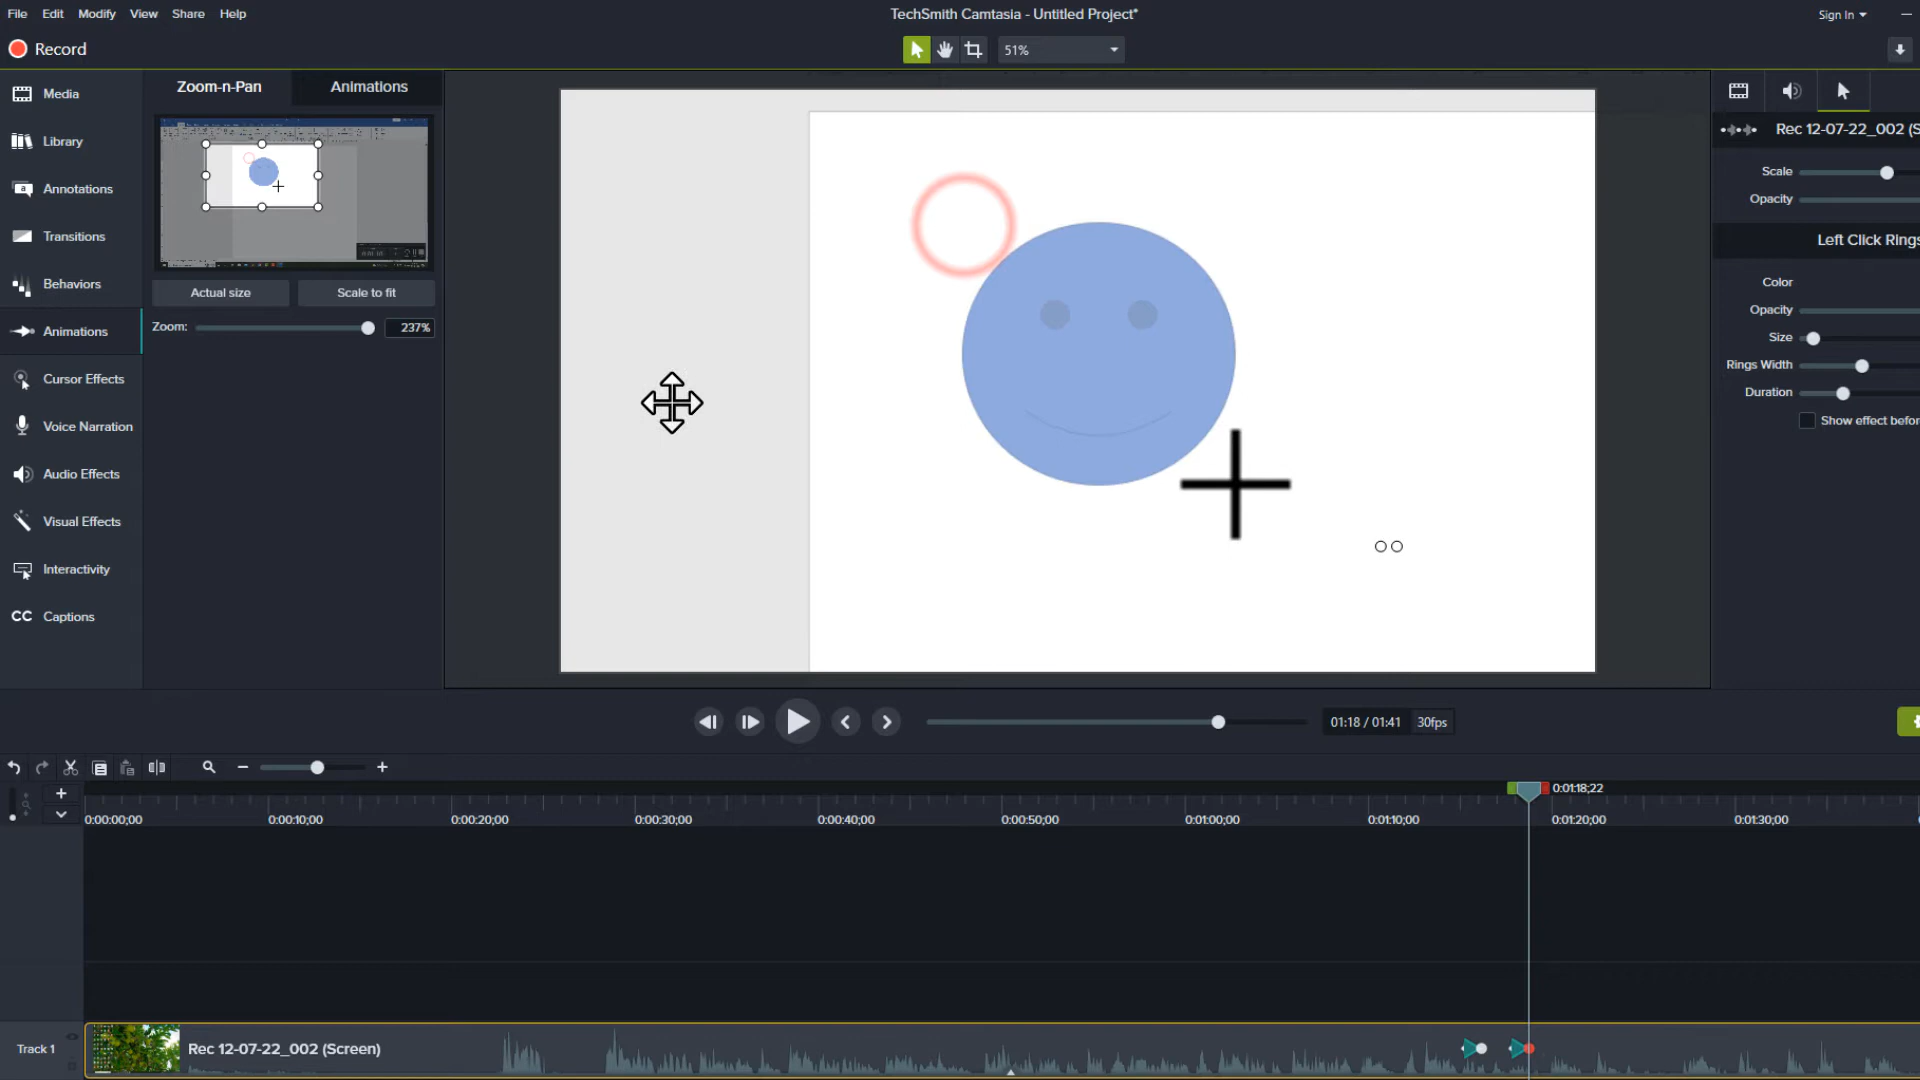 File Edit Modify View Share Help
TechSmith Camtasia - Untitled Project*
Sign In
Record
51%
Media
Library
Annotations
Transitions
Behaviors
Animations
Cursor Effects
Voice Narration
Audio Effects
Visual Effects
Interactivity
CC Captions
Zoom-n-Pan Animations
Actual size Scale to fit
Zoom: 237%
Rec 12-07-22_002 (S
Scale
Opacity
Left Click Rings
Color
Opacity
Size
Rings Width
Duration
Show effect before
01:18 / 01:41 30fps
0:01:18;22
0:00:00;00 0:00:10;00 0:00:20;00 0:00:30;00 0:00:40;00 0:00:50;00 0:01:00;00 0:01:10;00 0:01:20;00 0:01:30;00
Track 1 Rec 12-07-22_002 (Screen)